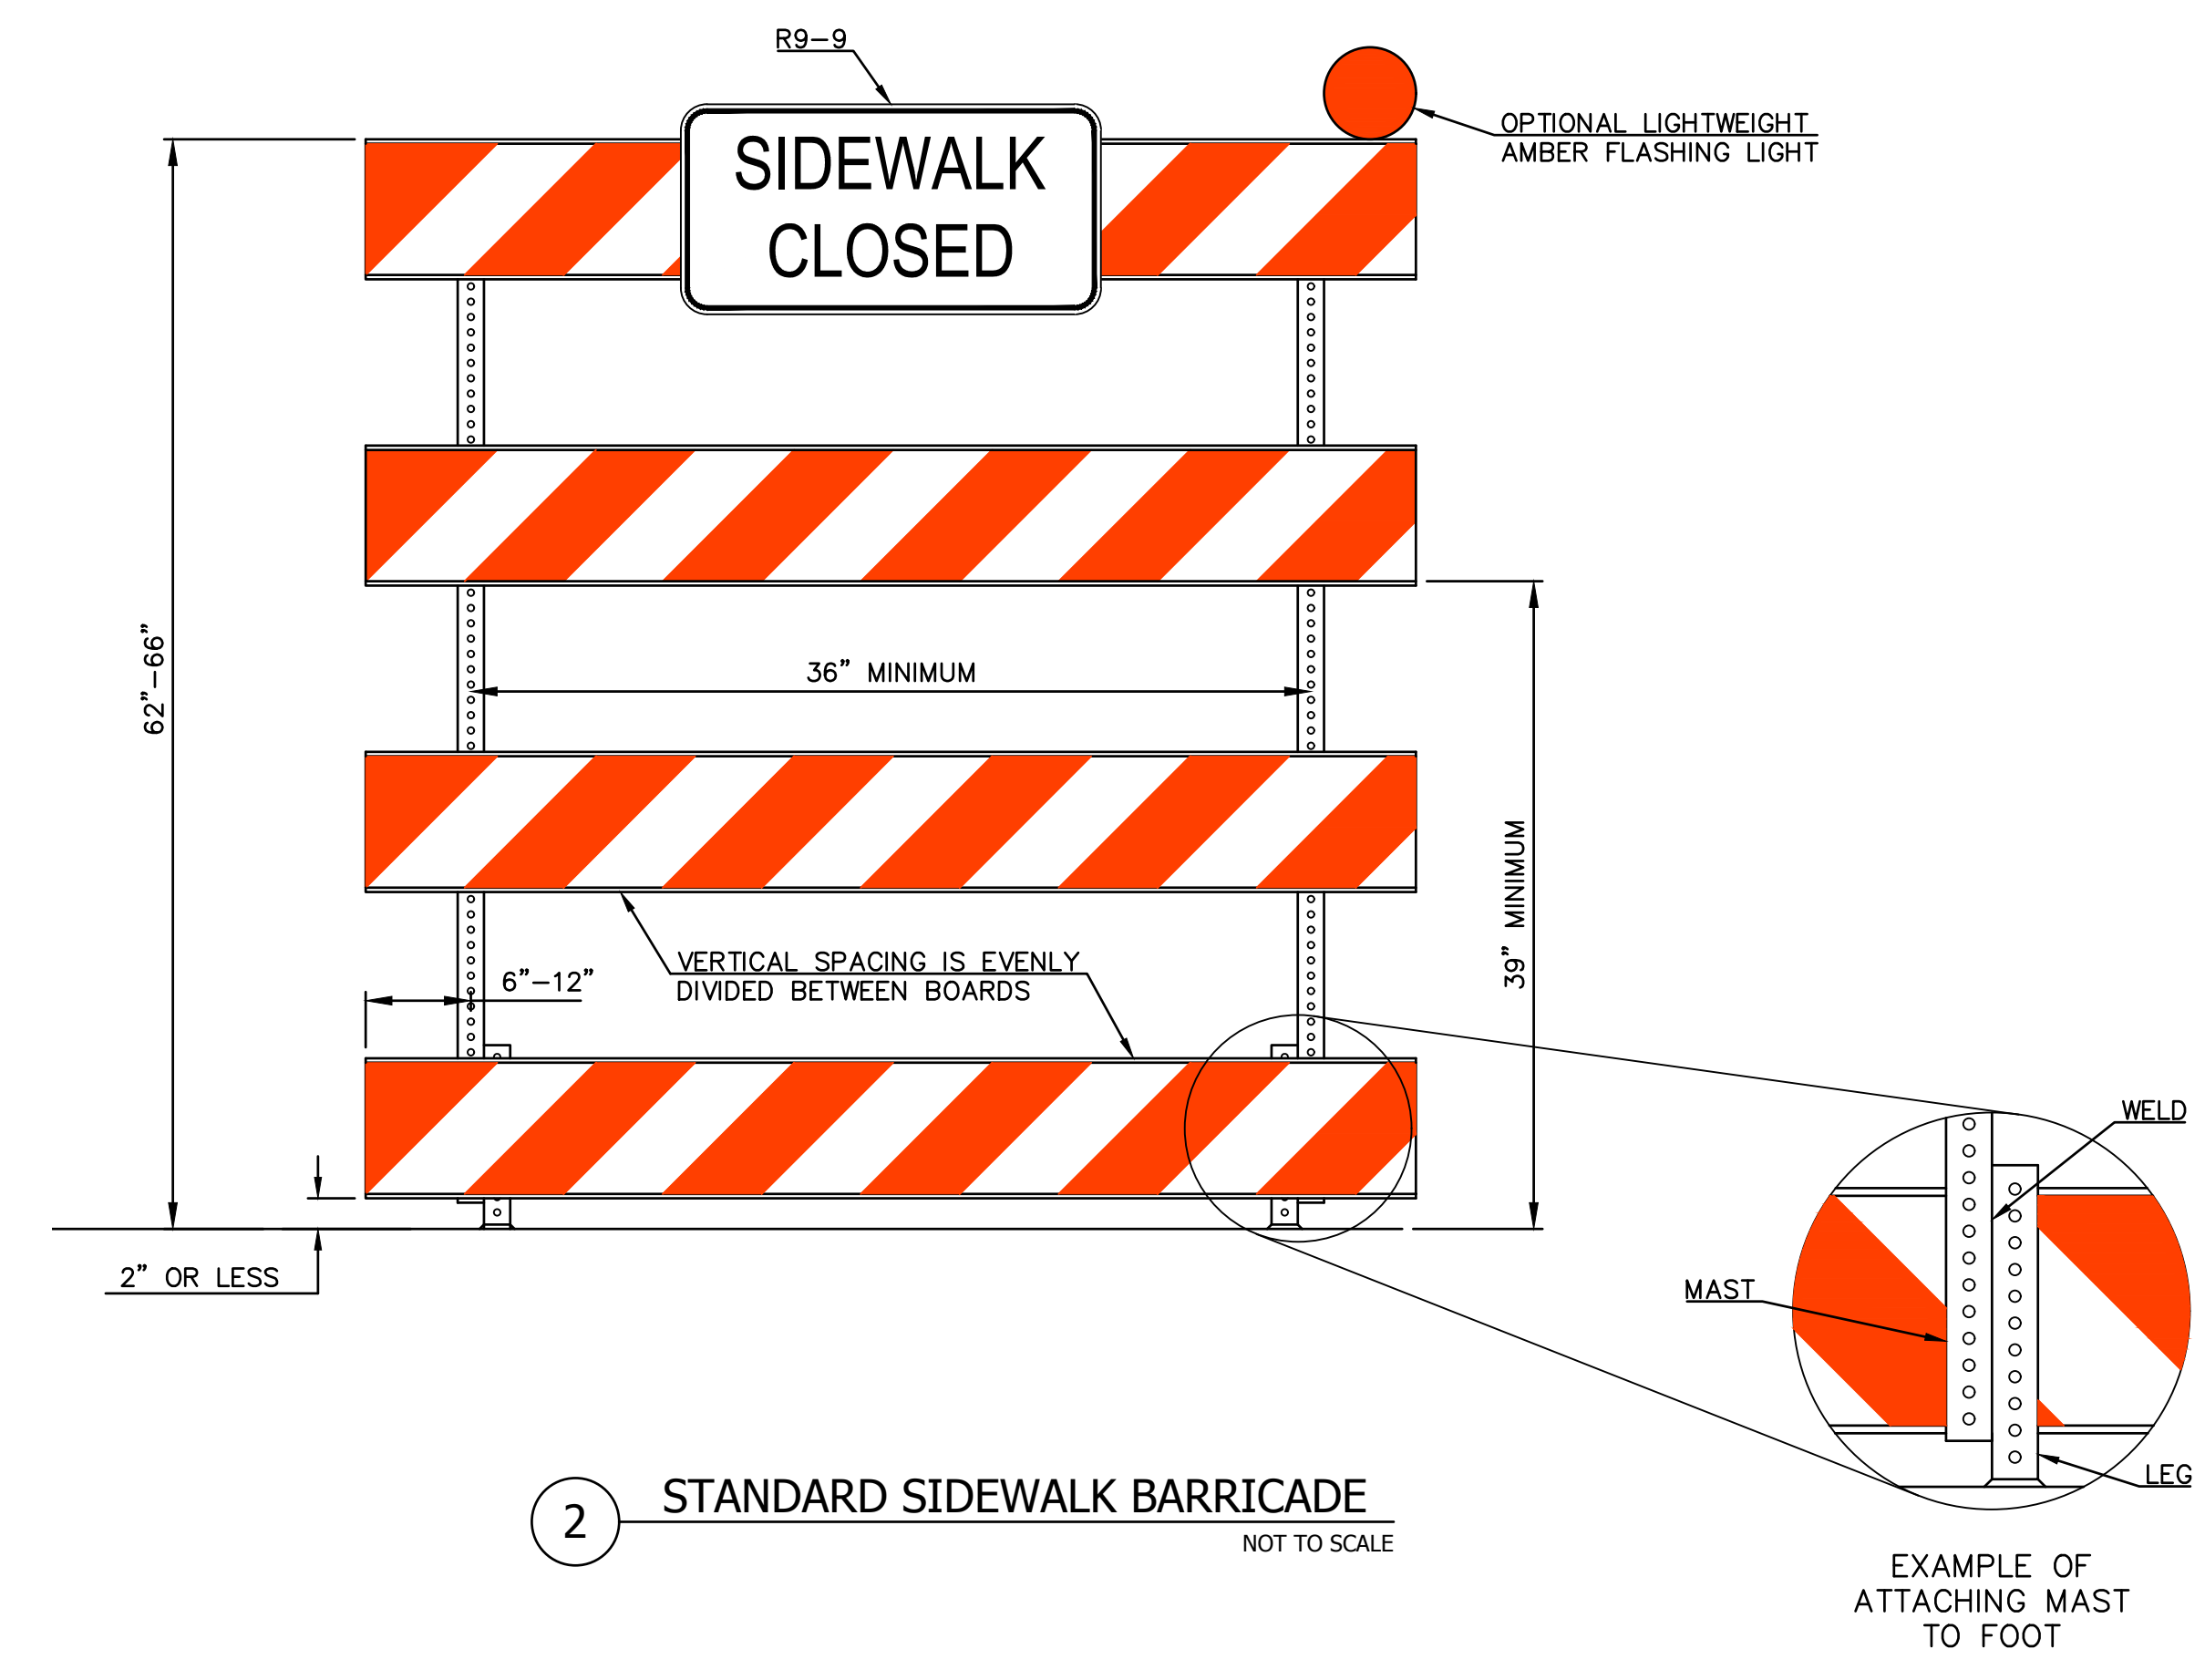 R9-9
SIDEWALK
CLOSED
OPTIONAL LIGHTWEIGHT
AMBER FLASHING LIGHT
62"-66"
36" MINIMUM
39" MINIMUM
VERTICAL SPACING IS EVENLY
DIVIDED BETWEEN BOARDS
6"-12"
2" OR LESS
WELD
MAST
LEG
2
STANDARD SIDEWALK BARRICADE
NOT TO SCALE
EXAMPLE OF
ATTACHING MAST
TO FOOT